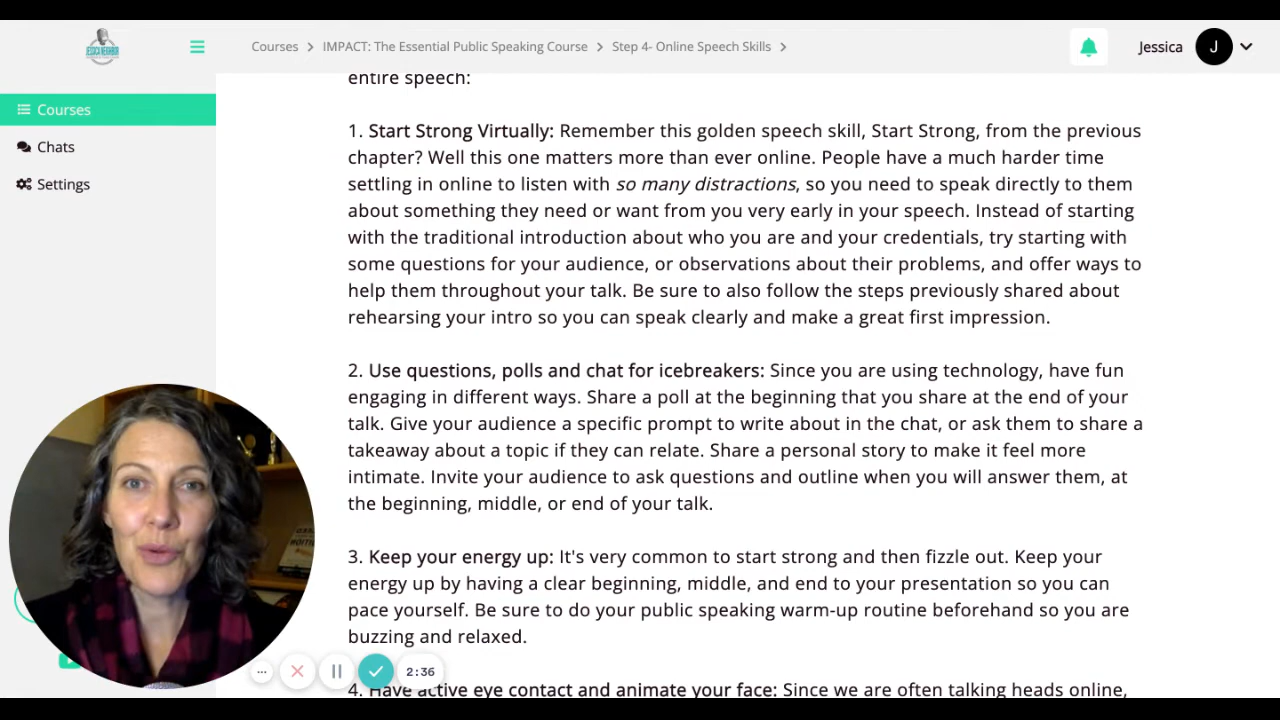 JESSICA NEIGHBOR
Courses > IMPACT: The Essential Public Speaking Course > Step 4- Online Speech Skills >
Jessica
J
Courses
Chats
Settings
entire speech:
1. Start Strong Virtually: Remember this golden speech skill, Start Strong, from the previous
chapter? Well this one matters more than ever online. People have a much harder time
settling in online to listen with so many distractions, so you need to speak directly to them
about something they need or want from you very early in your speech. Instead of starting
with the traditional introduction about who you are and your credentials, try starting with
some questions for your audience, or observations about their problems, and offer ways to
help them throughout your talk. Be sure to also follow the steps previously shared about
rehearsing your intro so you can speak clearly and make a great first impression.
2. Use questions, polls and chat for icebreakers: Since you are using technology, have fun
engaging in different ways. Share a poll at the beginning that you share at the end of your
talk. Give your audience a specific prompt to write about in the chat, or ask them to share a
takeaway about a topic if they can relate. Share a personal story to make it feel more
intimate. Invite your audience to ask questions and outline when you will answer them, at
the beginning, middle, or end of your talk.
3. Keep your energy up: It's very common to start strong and then fizzle out. Keep your
energy up by having a clear beginning, middle, and end to your presentation so you can
pace yourself. Be sure to do your public speaking warm-up routine beforehand so you are
buzzing and relaxed.
2:36
4. Have active eye contact and animate your face: Since we are often talking heads online,